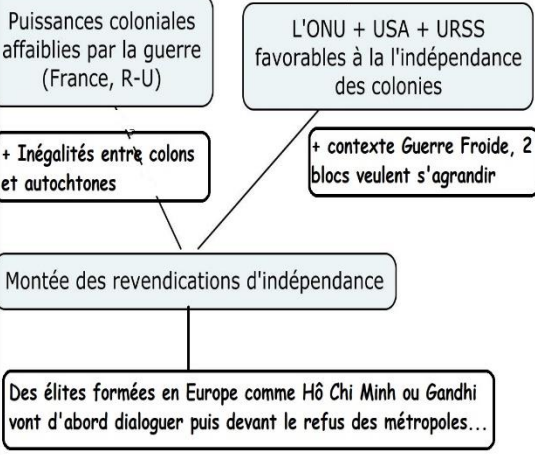 Puissances coloniales
affaiblies par la guerre
(France, R-U)
L'ONU + USA + URSS
favorables à la l'indépendance
des colonies
+ Inégalités entre colons
et autochtones
+ contexte Guerre Froide, 2
blocs veulent s'agrandir
Montée des revendications d'indépendance
Des élites formées en Europe comme Hô Chi Minh ou Gandhi
vont d'abord dialoguer puis devant le refus des métropoles...